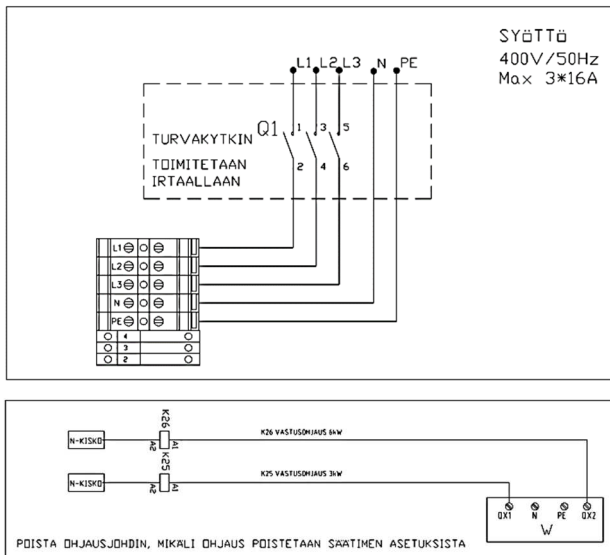 SYöTTö
400V/50Hz
Max 3*16A
L1 L2 L3 N PE
Q1 1 3 5
TURVAKYTKIN
TOIMITETAAN
IRTAALLAAN
2 4 6
L1
L2
L3
N
PE
4
3
2
N-KISKO A2 K26 A1 K26 VASTUSOHJAUS 6kW
N-KISKO A2 K25 A1 K25 VASTUSOHJAUS 3kW
QX1 N PE QX2
W
POISTA OHJAUSJOHDIN, MIKÄLI OHJAUS POISTETAAN SÄÄTIMEN ASETUKSISTA